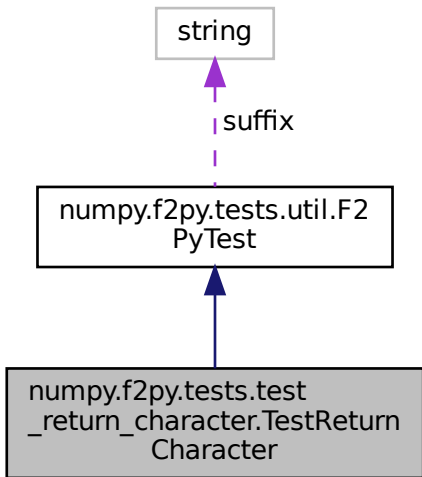 string
suffix
numpy.f2py.tests.util.F2
PyTest
numpy.f2py.tests.test
_return_character.TestReturn
Character